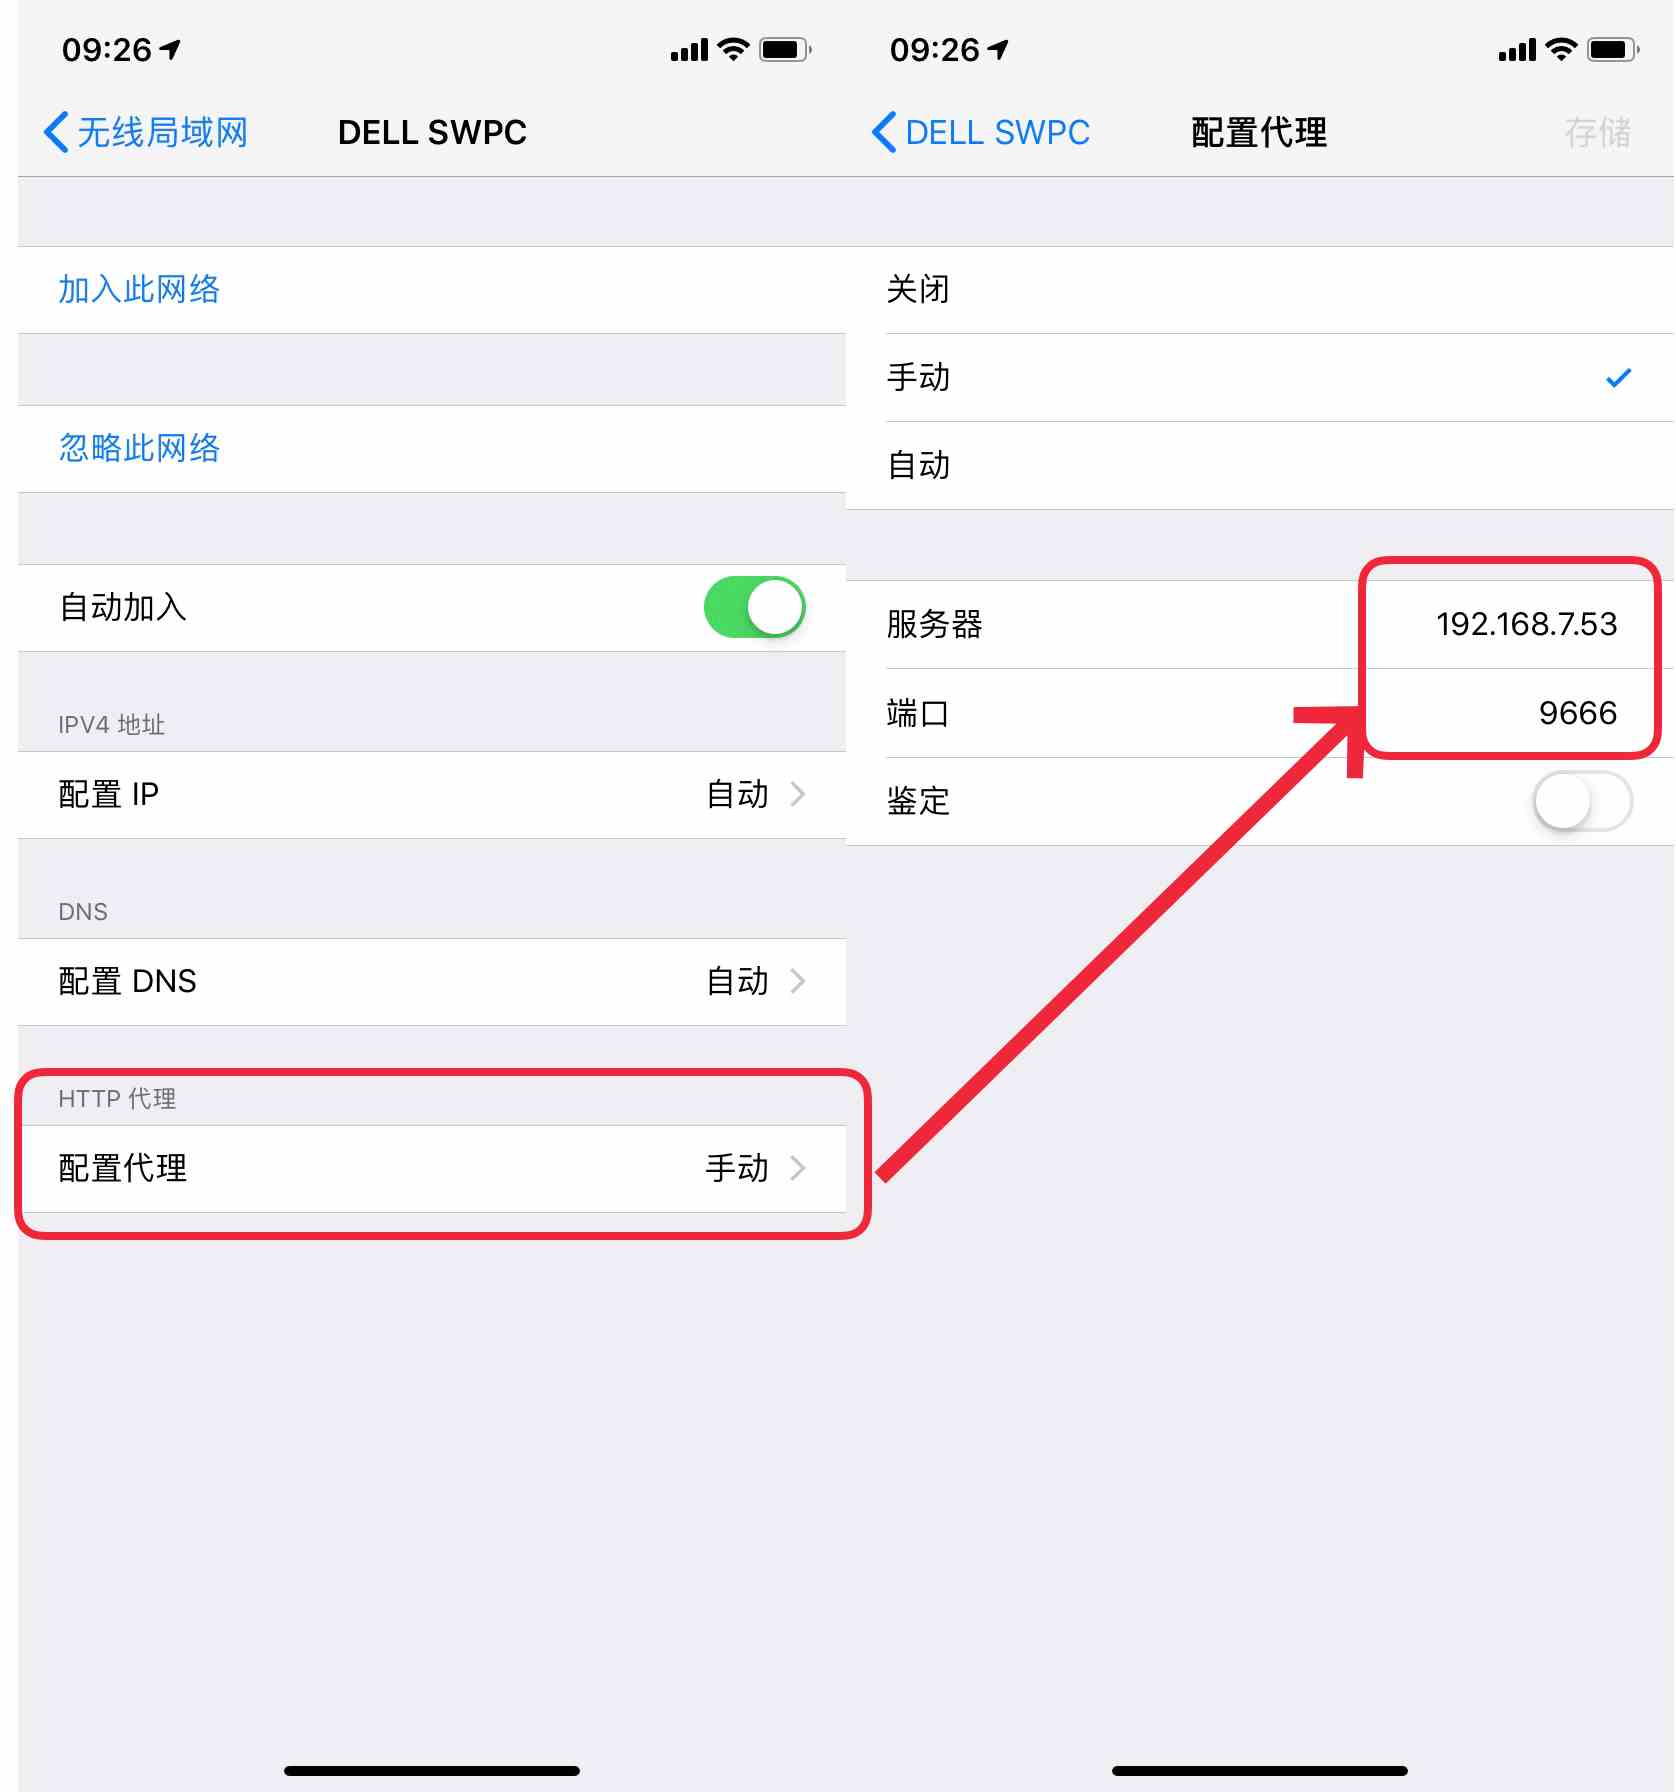 09:26
无线局域网
DELL SWPC
加入此网络
忽略此网络
自动加入
IPV4 地址
配置 IP 自动
DNS
配置 DNS 自动
HTTP 代理
配置代理 手动
09:26
DELL SWPC
配置代理
存储
关闭
手动
自动
服务器 192.168.7.53
端口 9666
鉴定